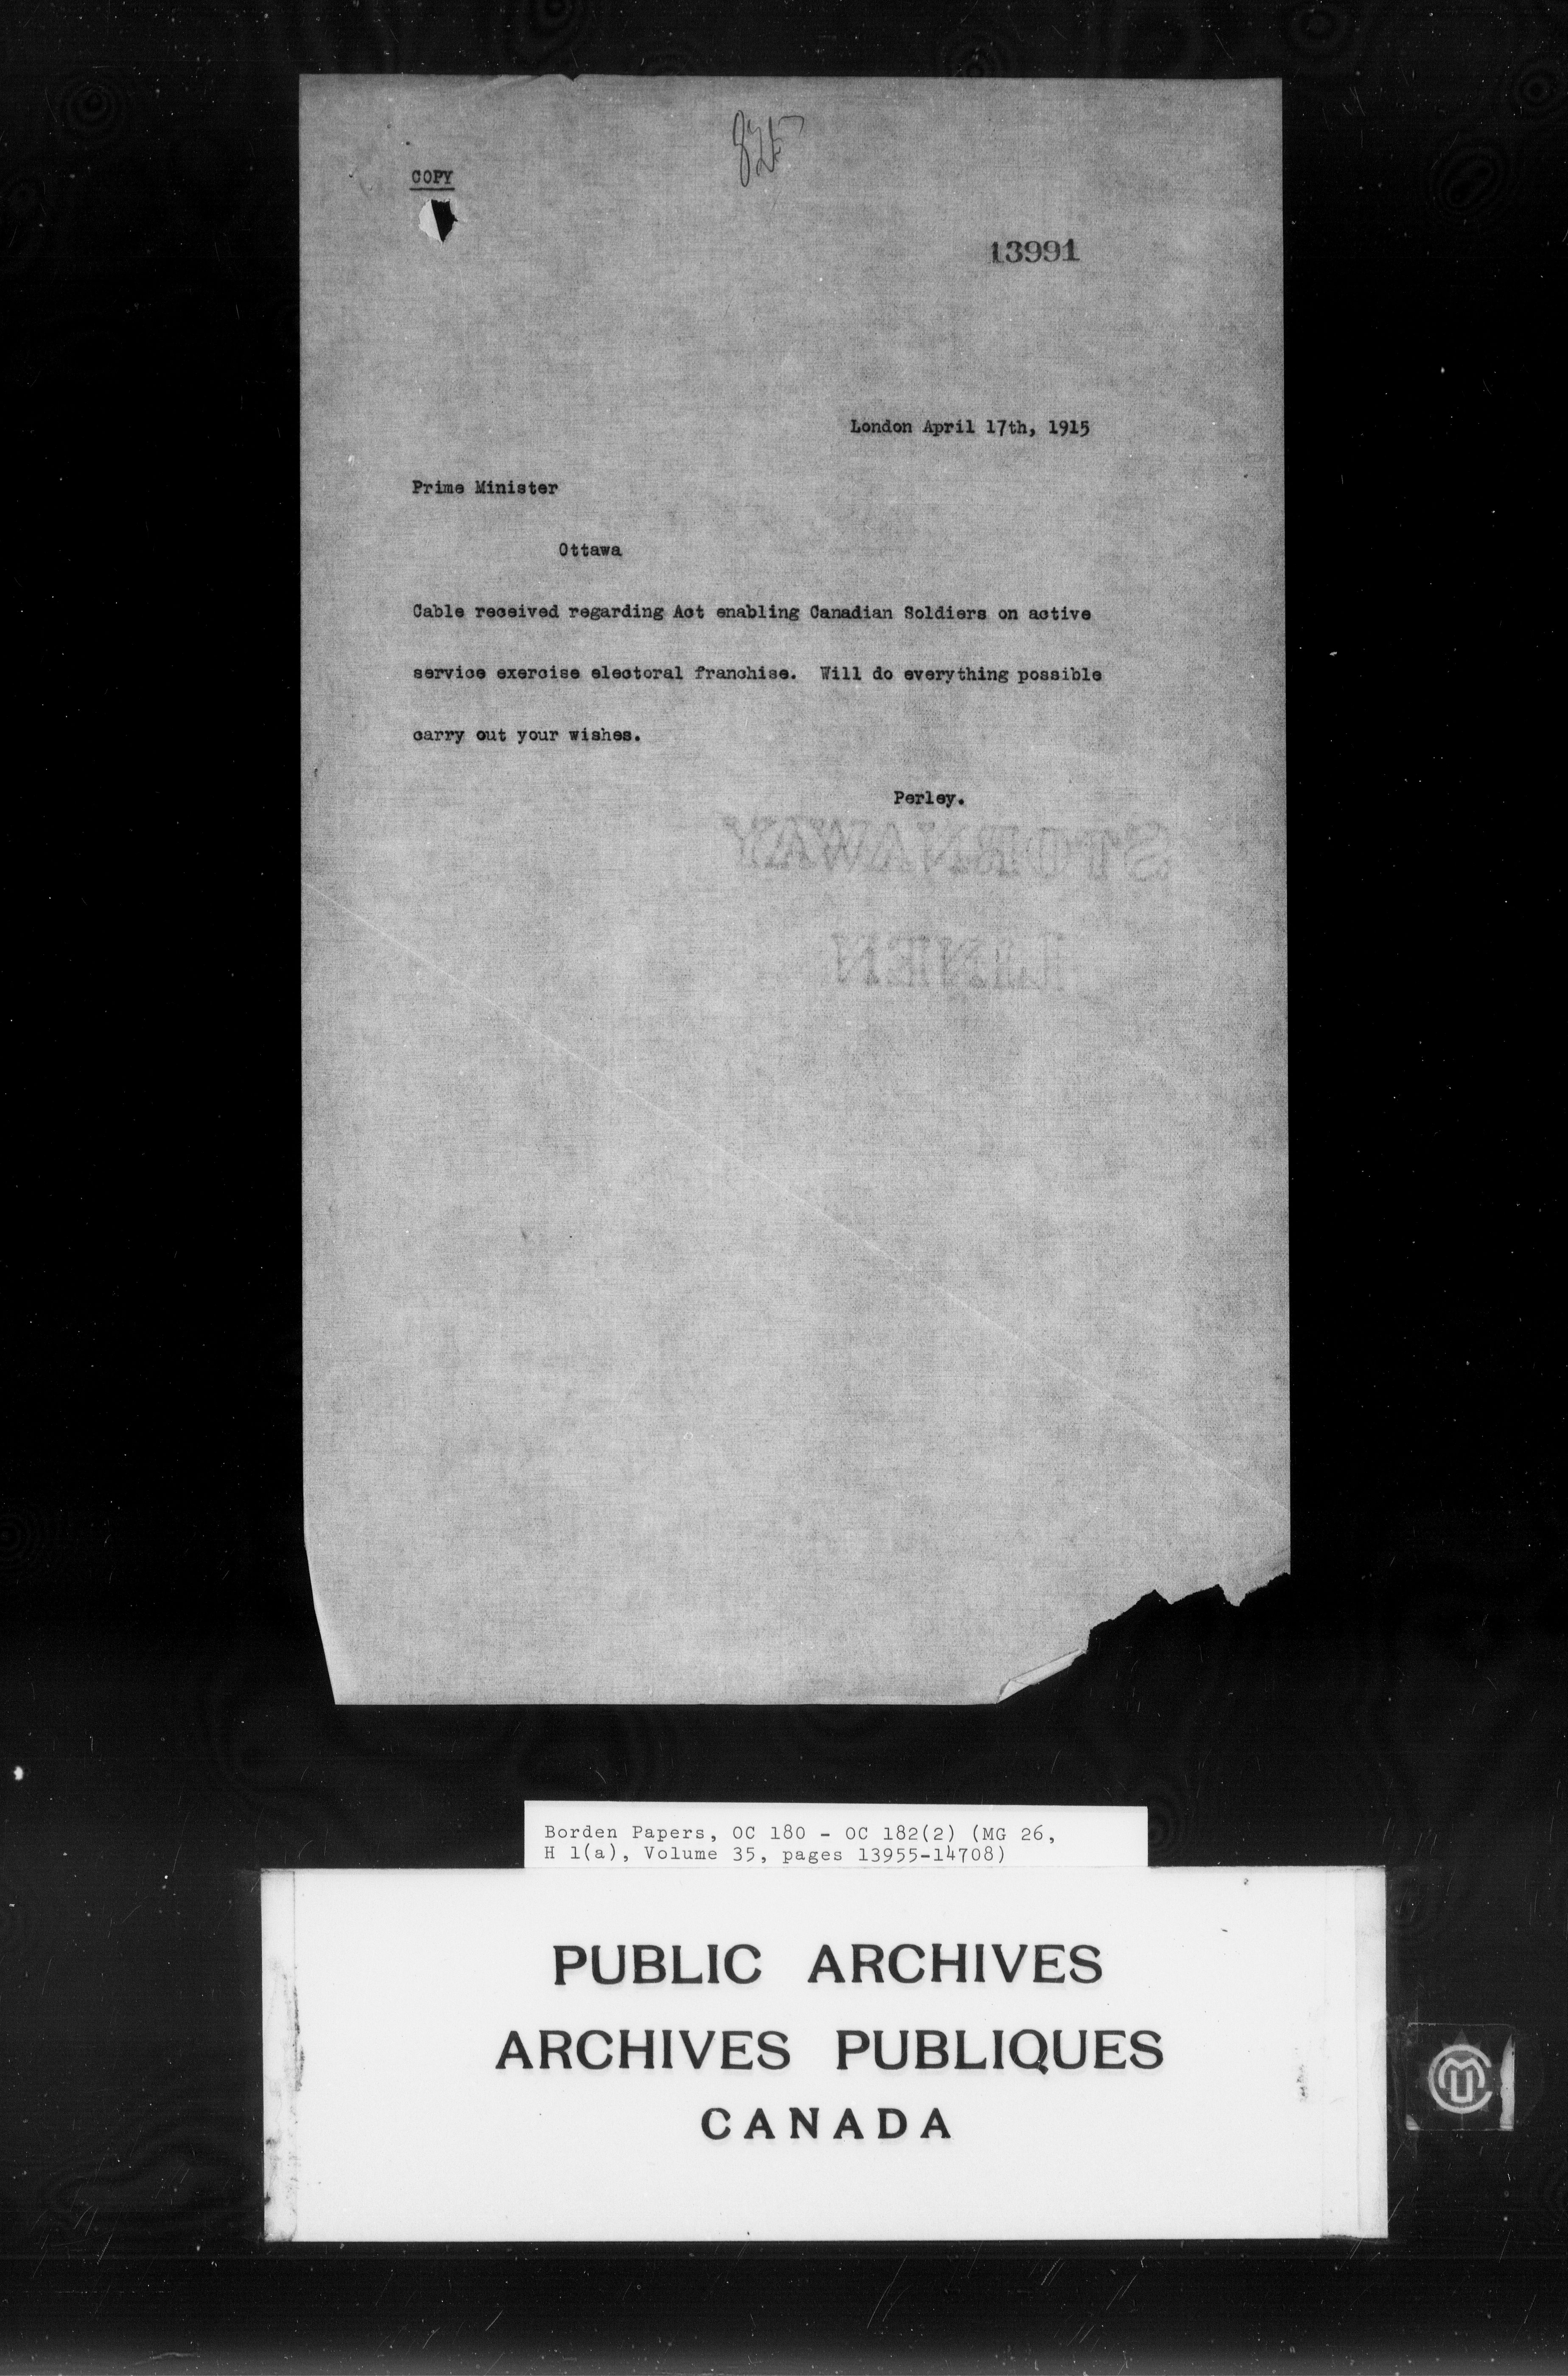 COPY
13991
London April 17th, 1915
Prime Minister
Ottawa
Cable received regarding Act enabling Canadian Soldiers on active
service exercise electoral franchise.  Will do everything possible
carry out your wishes.
Perley.
STORNAWAY
LINEN
Borden Papers, OC 180 - OC 182(2) (MG 26,
H 1(a), Volume 35, pages 13955-14708)
PUBLIC ARCHIVES
ARCHIVES PUBLIQUES
CANADA